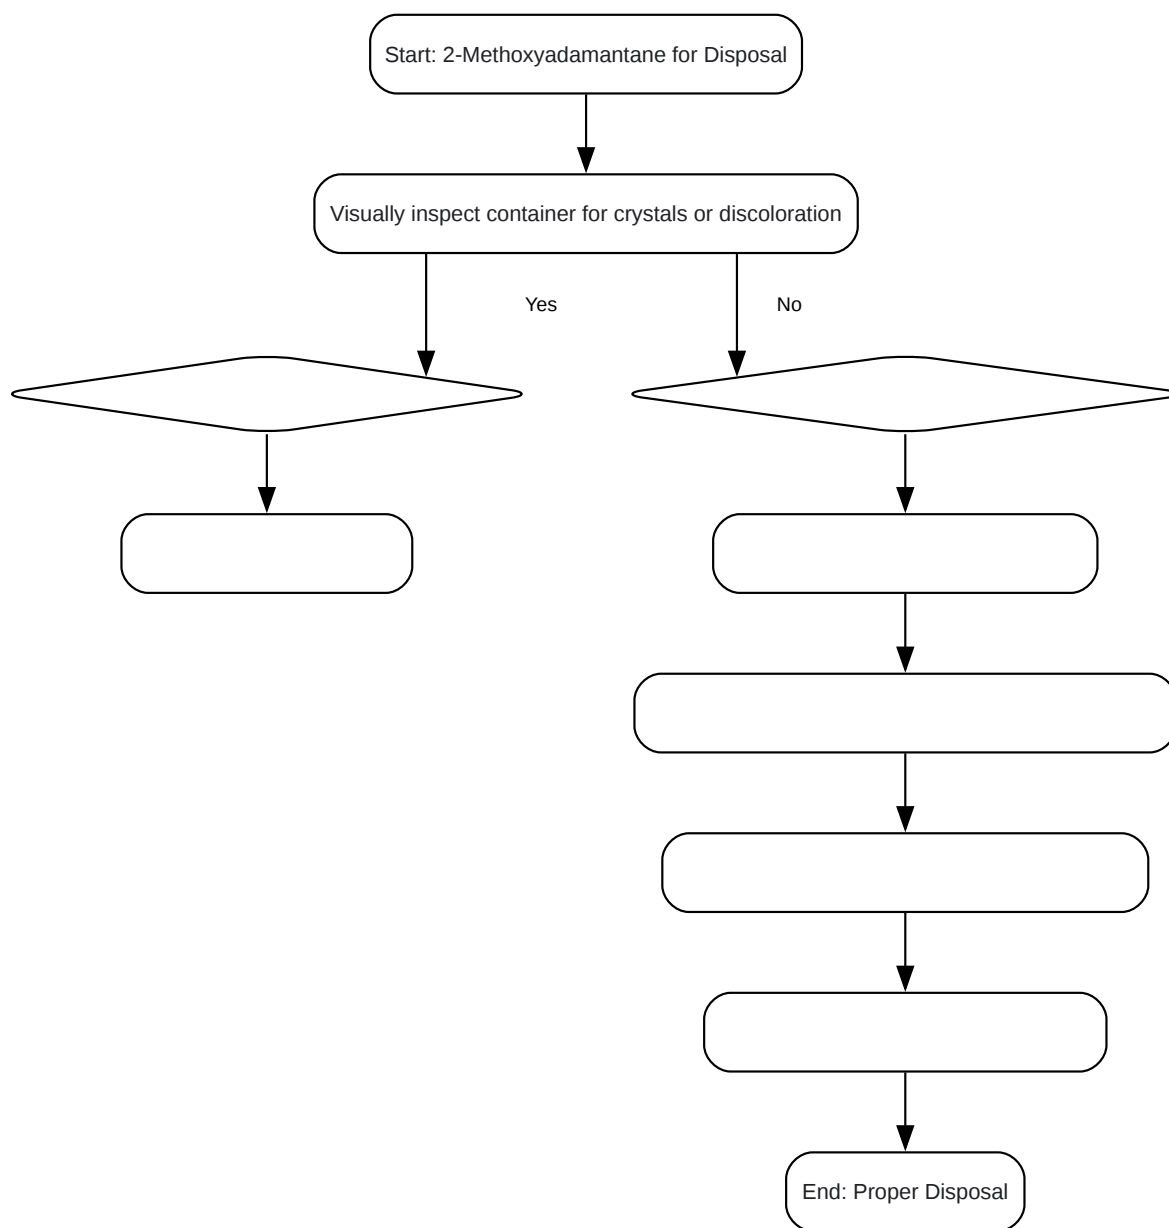 Start: 2-Methoxyadamantane for Disposal
Visually inspect container for crystals or discoloration
Yes
No
End: Proper Disposal